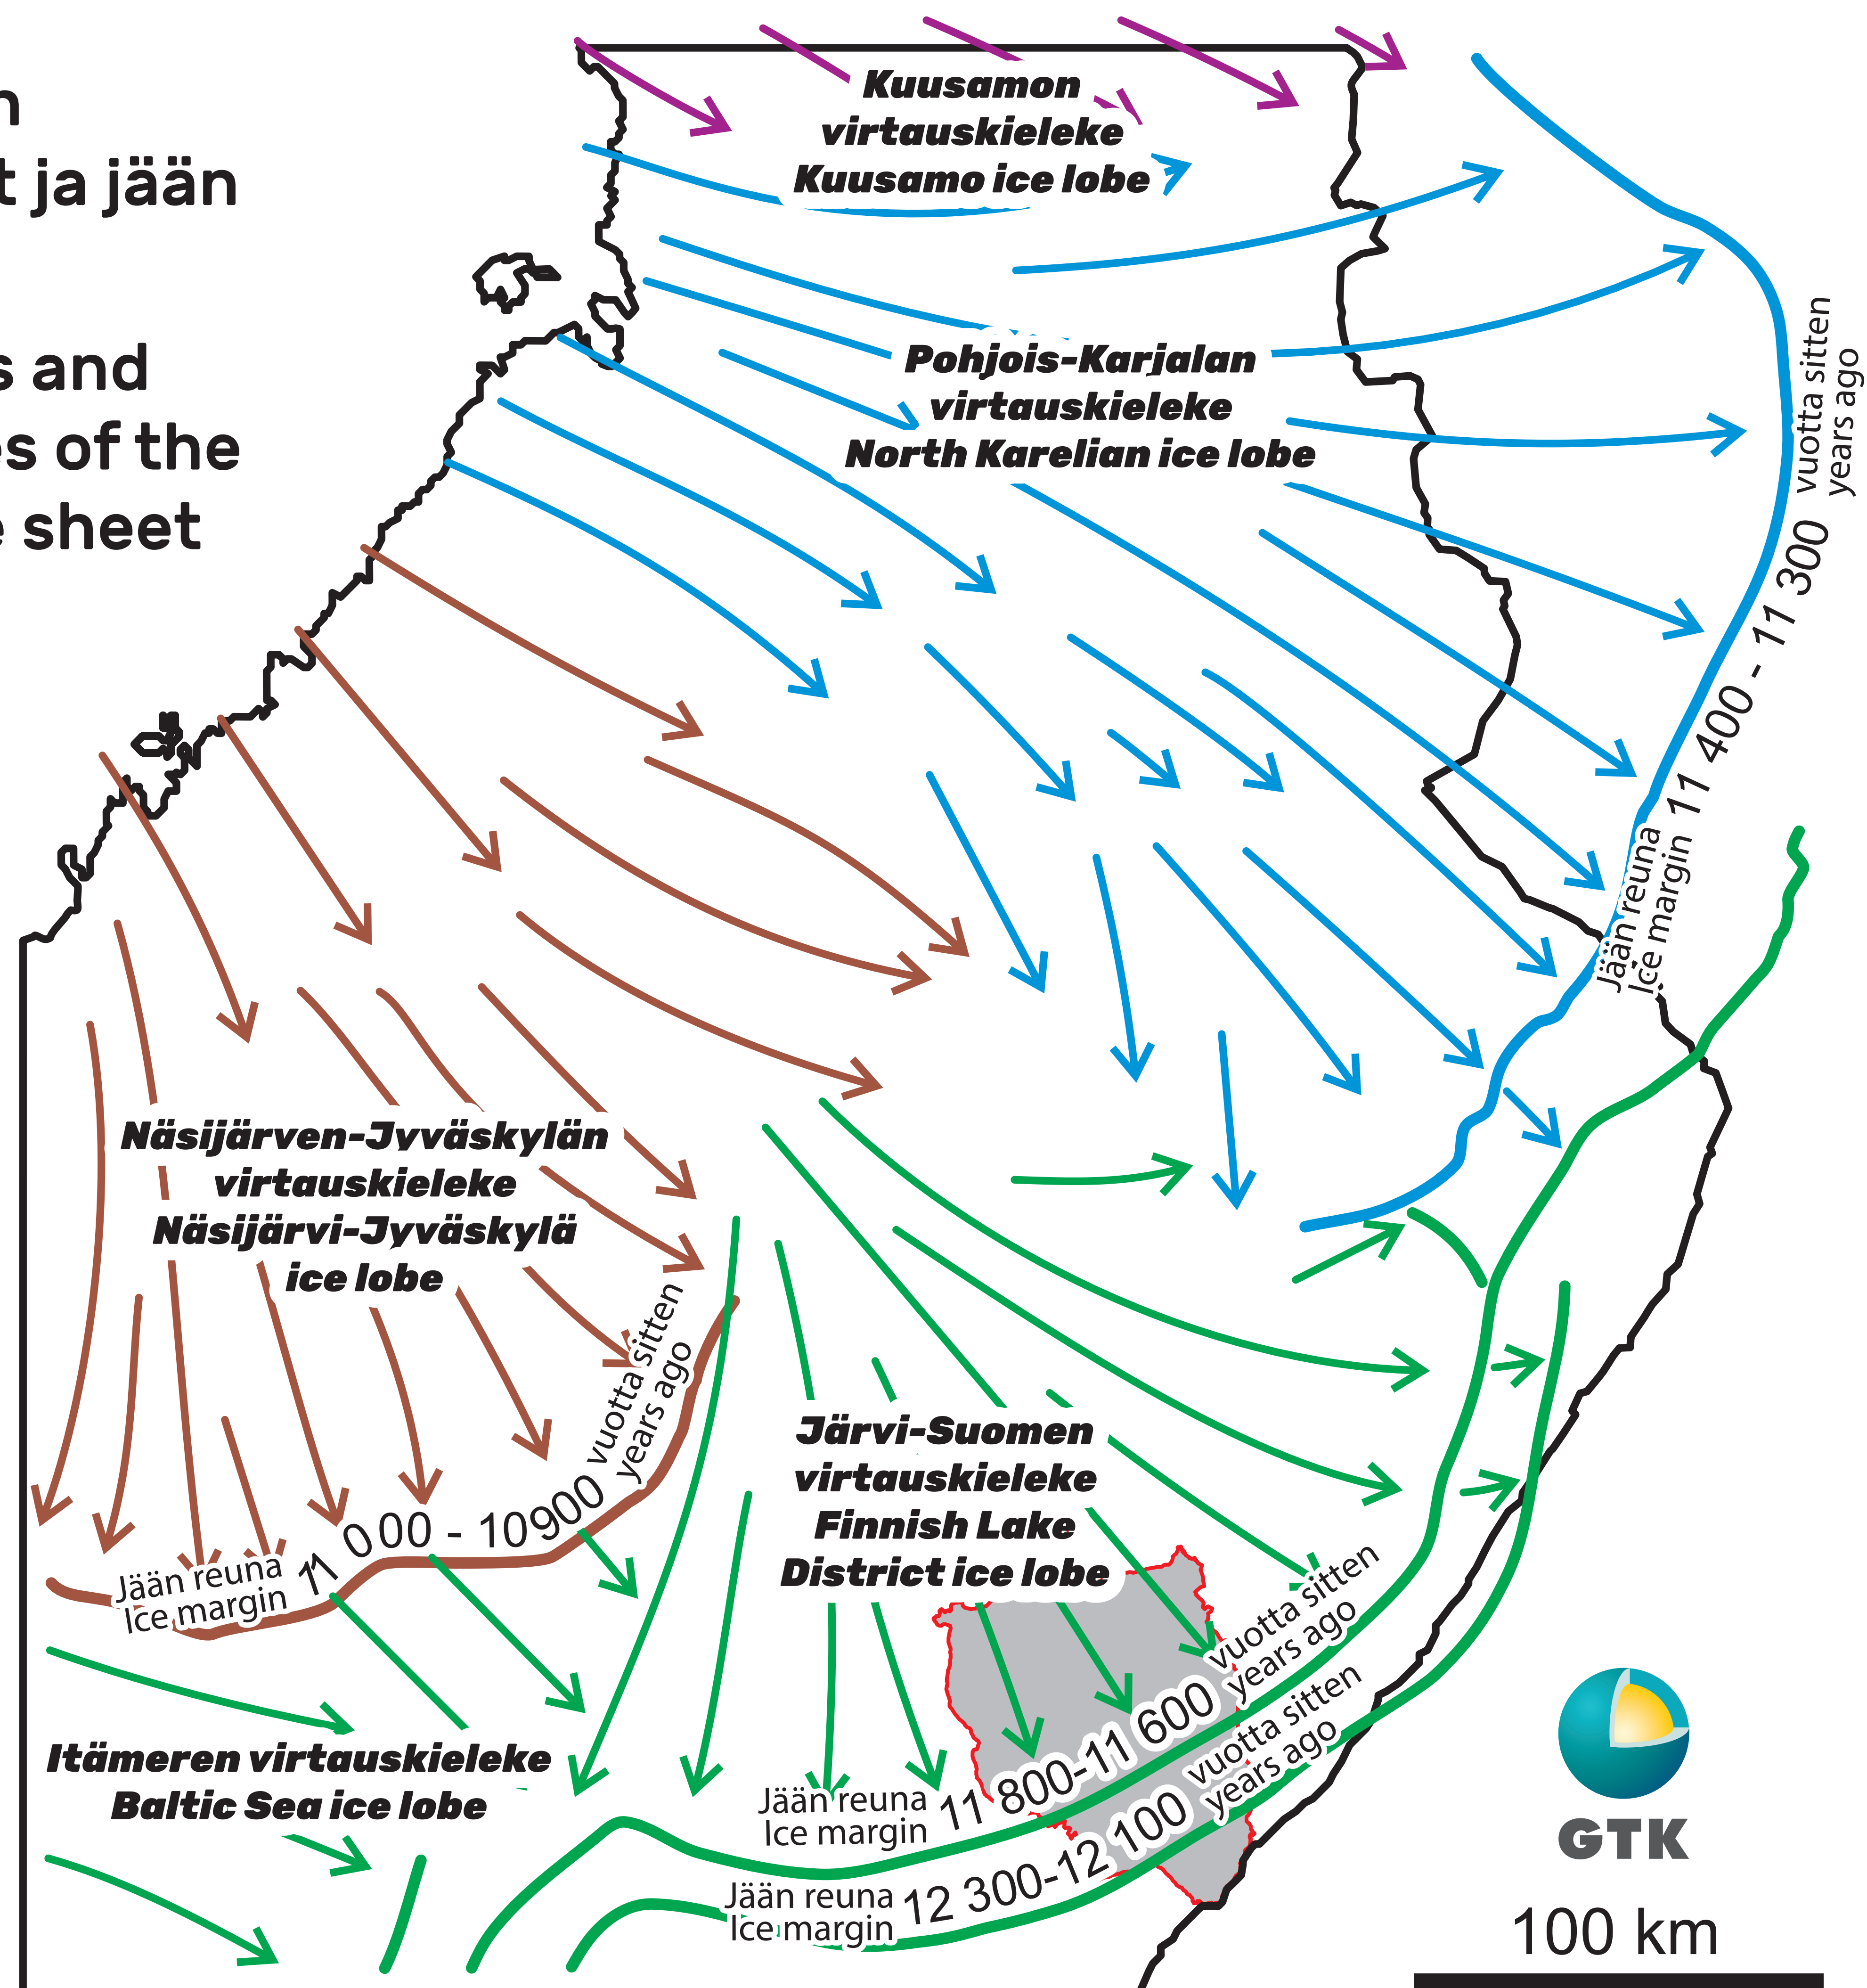 n
t ja jään
s and
es of the
e sheet
Kuusamon
virtauskieleke
Kuusamo ice lobe
Pohjois-Karjalan
virtauskieleke
North Karelian ice lobe
Jään reuna
Ice margin
11 400 - 11 300
vuotta sitten
years ago
Näsijärven-Jyväskylän
virtauskieleke
Näsijärvi-Jyväskylä
ice lobe
Jään reuna
Ice margin
11 000 - 10900
vuotta sitten
years ago
Järvi-Suomen
virtauskieleke
Finnish Lake
District ice lobe
Itämeren virtauskieleke
Baltic Sea ice lobe
Jään reuna
Ice margin
11 800-11 600
vuotta sitten
years ago
Jään reuna
Ice margin
12 300-12 100
vuotta sitten
years ago
GTK
100 km